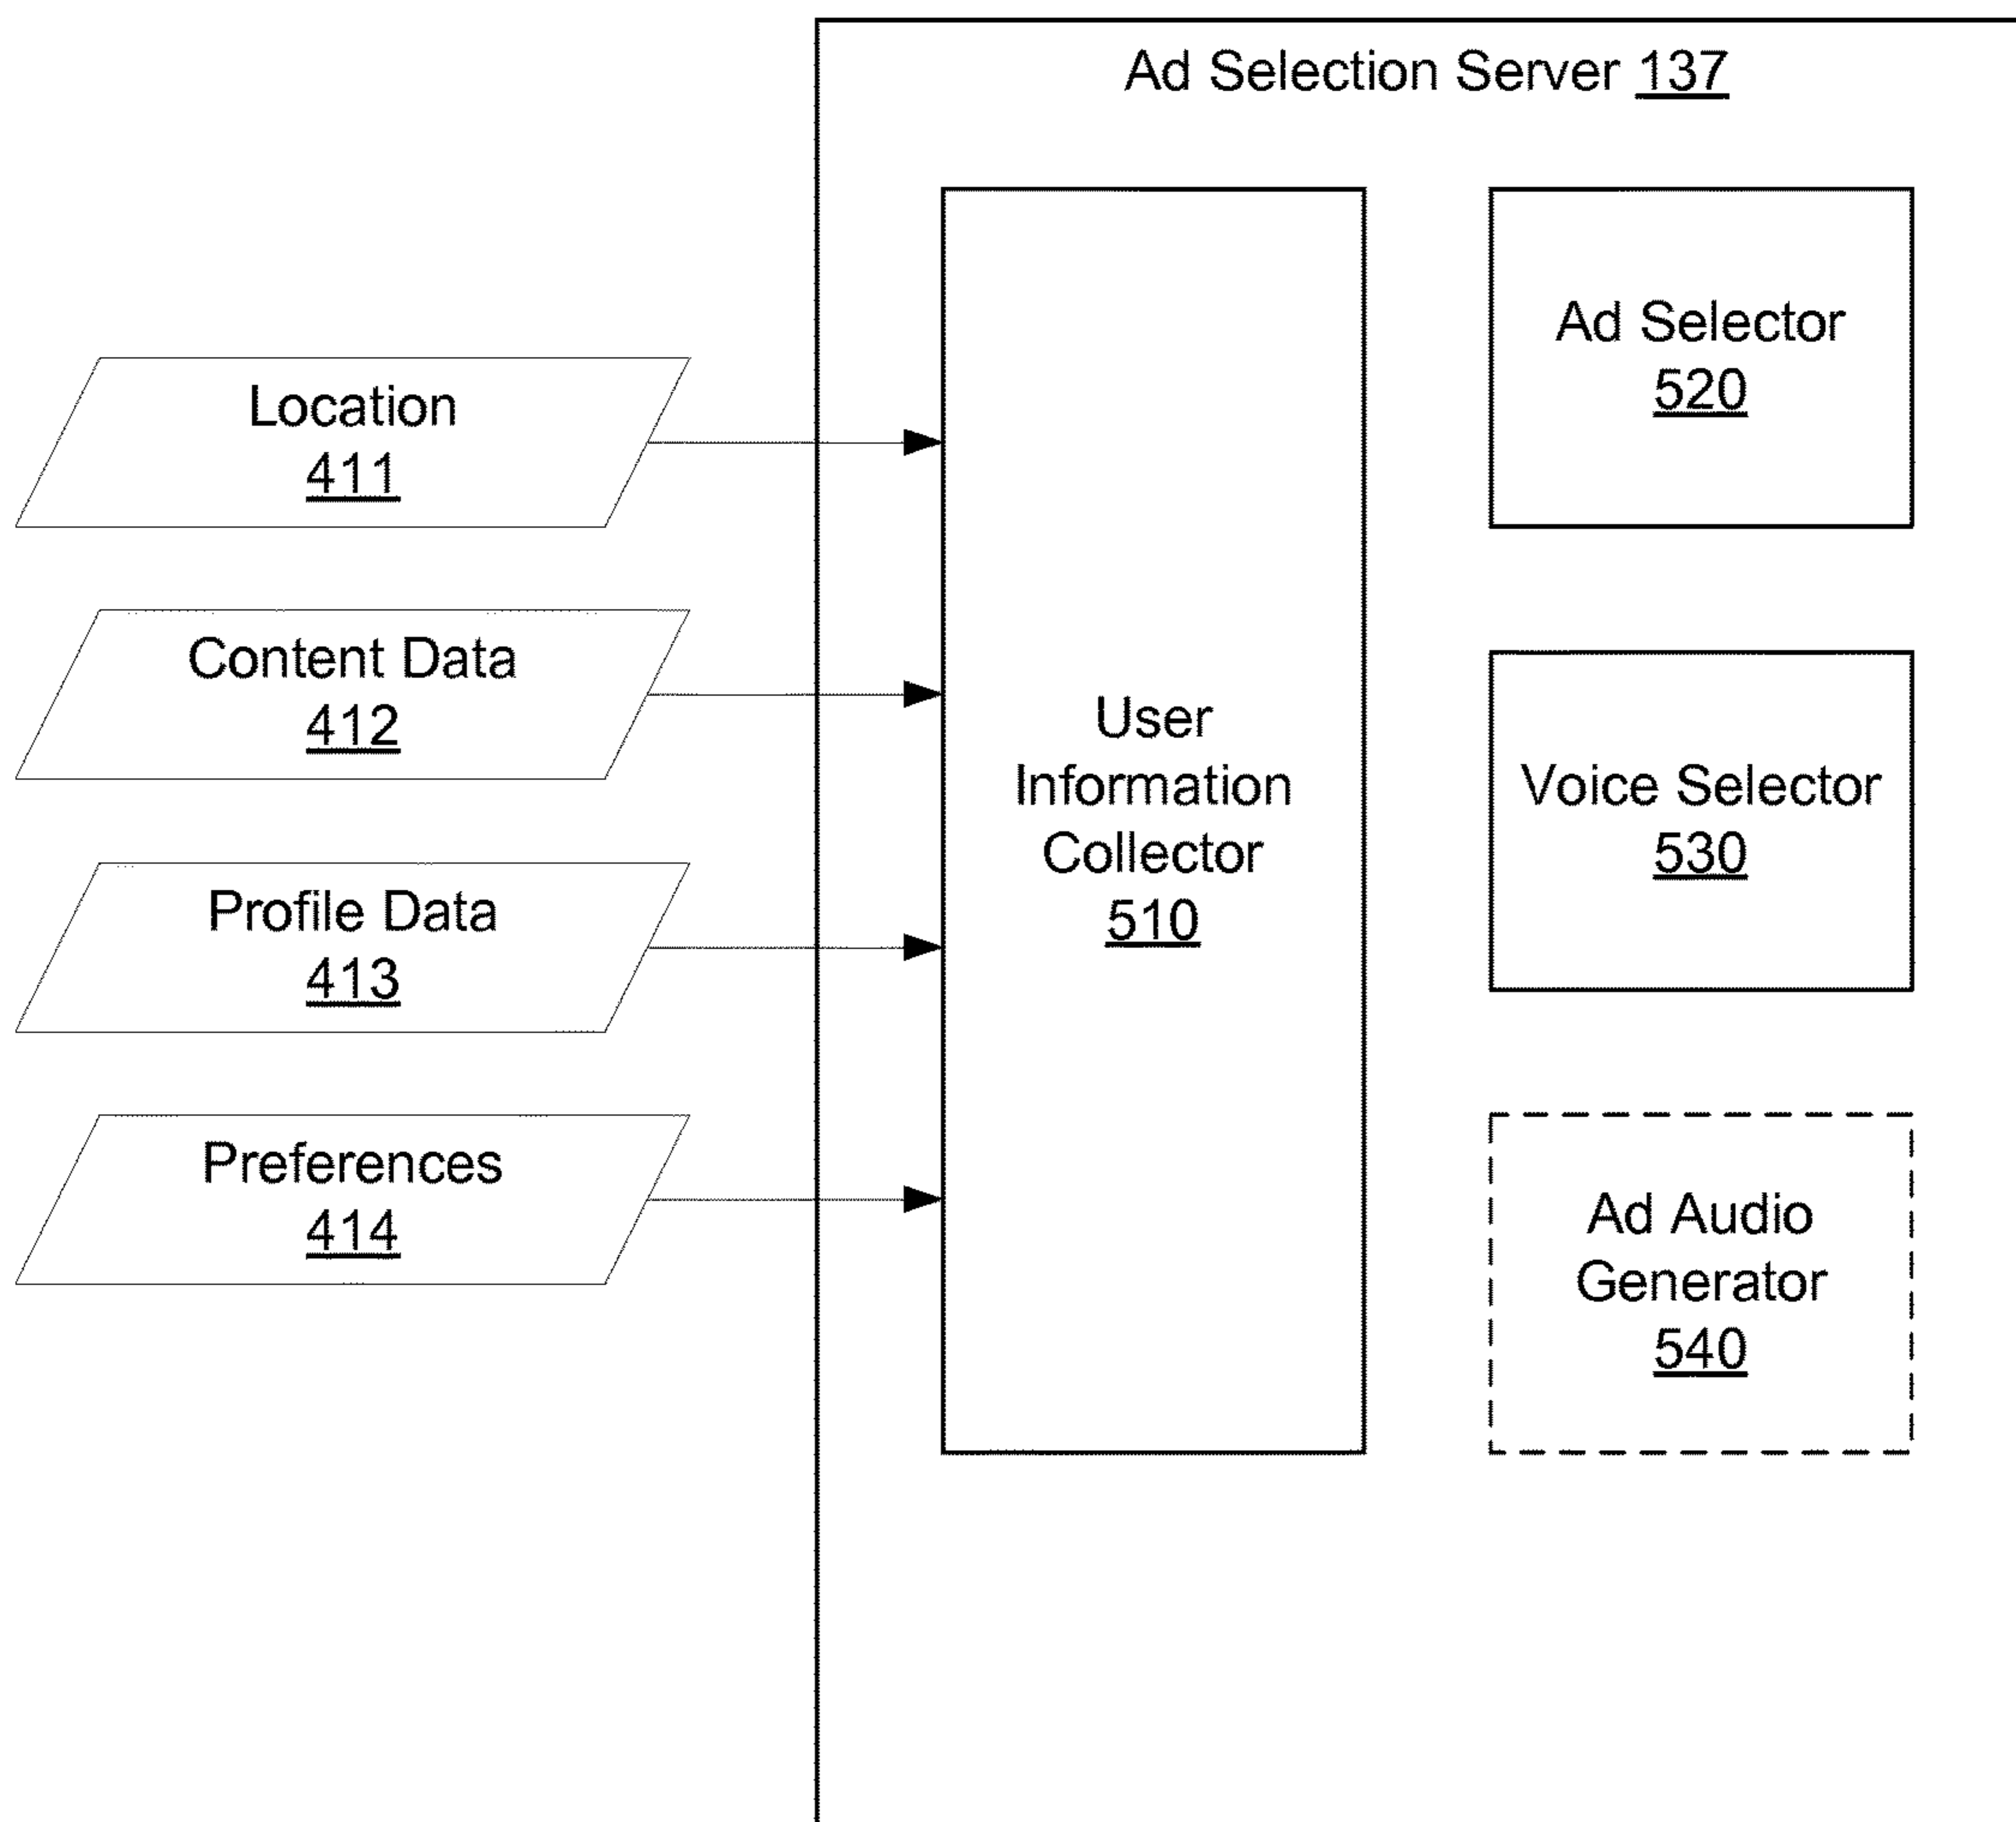 Ad Selection Server 137
Location
411
Content Data
412
Profile Data
413
Preferences
414
User
Information
Collector
510
Ad Selector
520
Voice Selector
530
Ad Audio
Generator
540